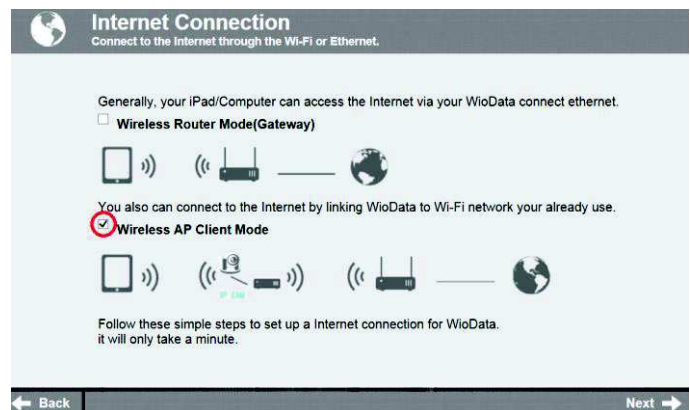 Internet Connection
Connect to the Internet through the Wi-Fi or Ethernet.
Generally, your iPad/Computer can access the Internet via your WioData connect ethernet.
Wireless Router Mode(Gateway)
You also can connect to the Internet by linking WioData to Wi-Fi network your already use.
Wireless AP Client Mode
Follow these simple steps to set up a Internet connection for WioData.
it will only take a minute.
Back
Next